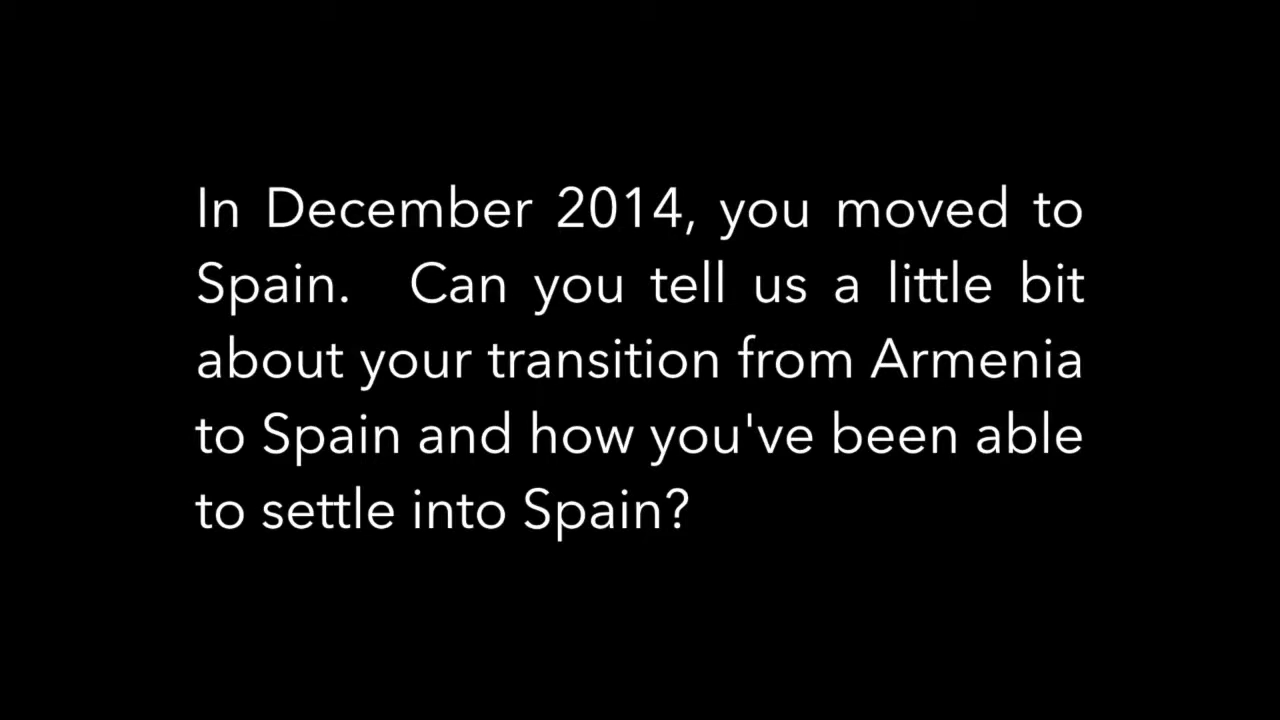 In December 2014, you moved to
Spain. Can you tell us a little bit
about your transition from Armenia
to Spain and how you've been able
to settle into Spain?